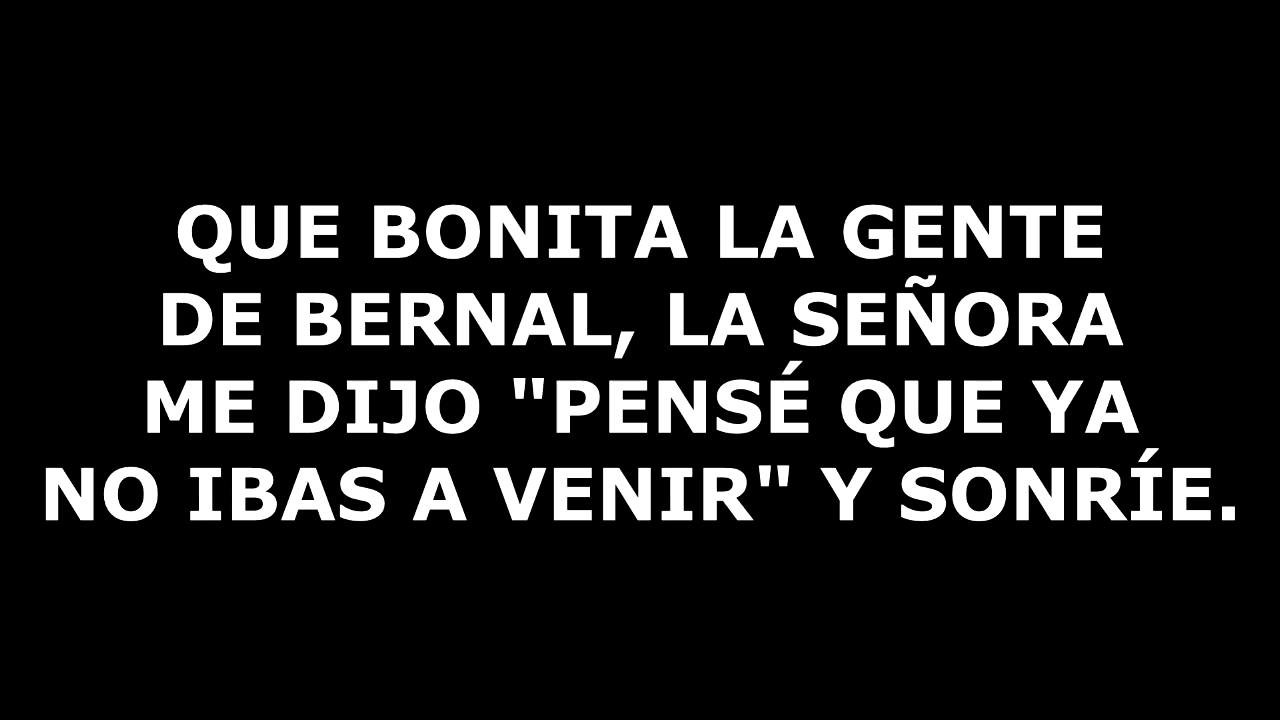 QUE BONITA LA GENTE
DE BERNAL, LA SEÑORA
ME DIJO "PENSÉ QUE YA
NO IBAS A VENIR" Y SONRÍE.